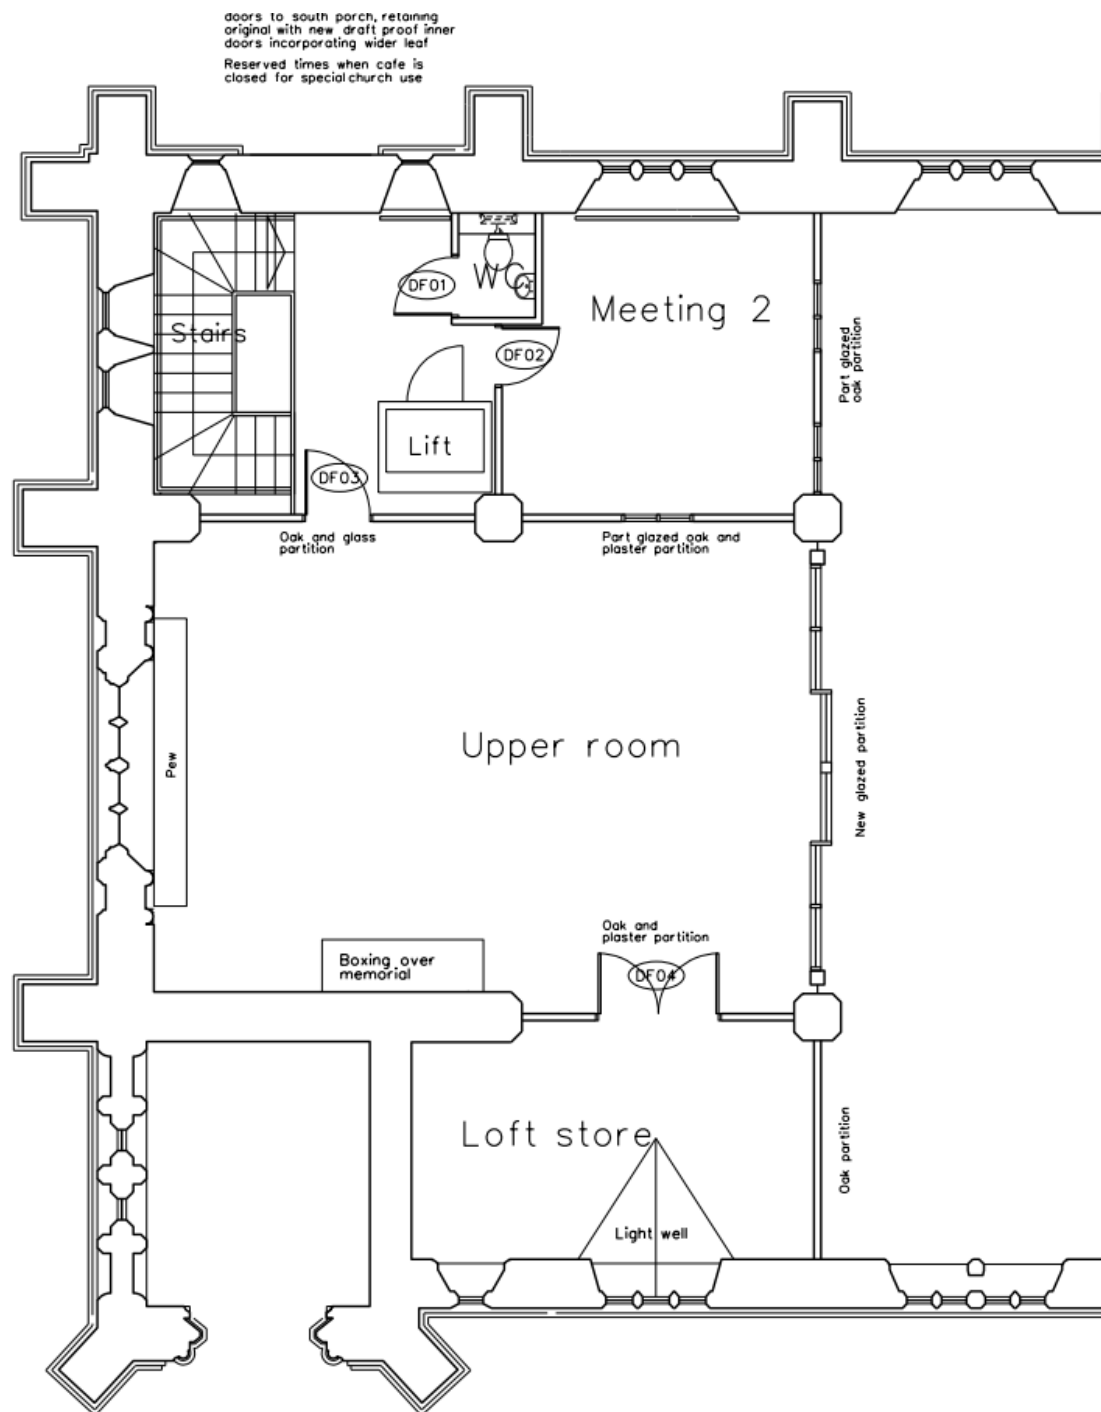 doors to south porch, retaining
original with new draft proof inner
doors incorporating wider leaf
Reserved times when cafe is
closed for special church use
WC
DF01
Meeting 2
Stairs
DF02
Part glazed
oak partition
Lift
DF03
Oak and glass
partition
Part glazed oak and
plaster partition
Upper room
Pew
New glazed partition
Oak and
plaster partition
Boxing over
memorial
DF04
Loft store
Oak partition
Light well